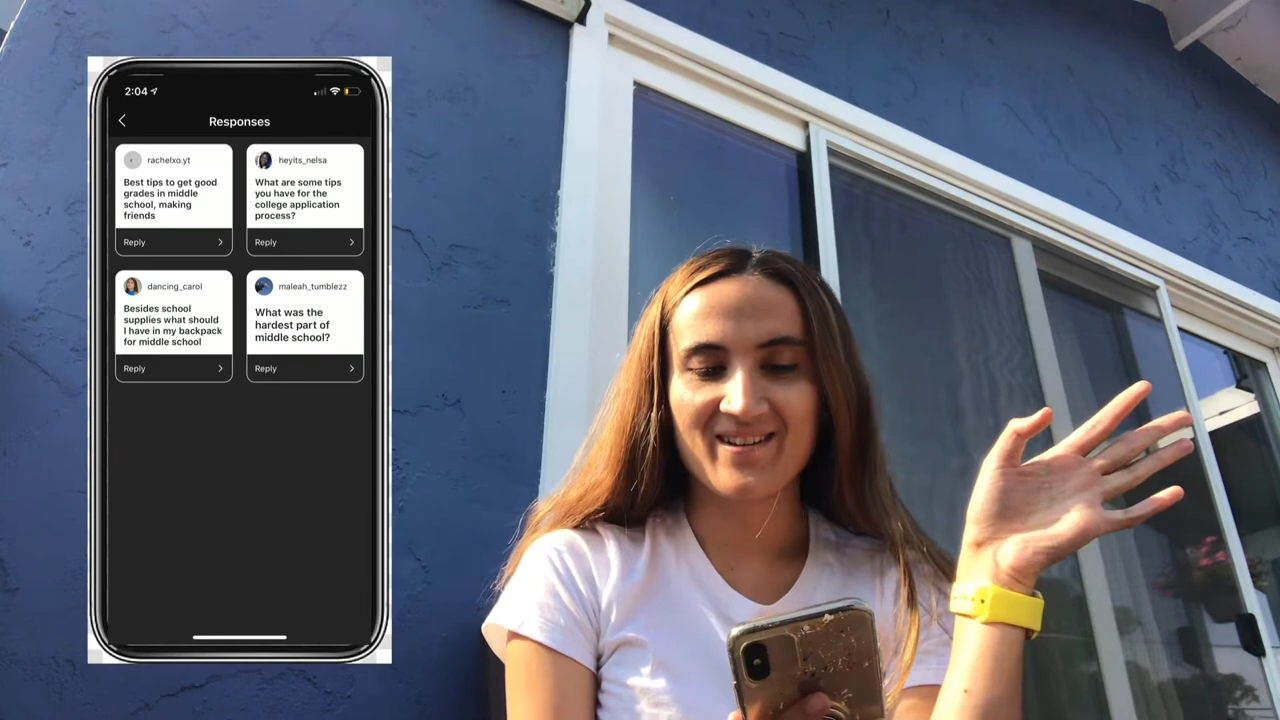 2:04
Responses
rachelxo.yt
Best tips to get good
grades in middle
school, making
friends
Reply
heyits_nelsa
What are some tips
you have for the
college application
process?
Reply
dancing_carol
Besides school
supplies what should
I have in my backpack
for middle school
Reply
maleah_tumblezz
What was the
hardest part of
middle school?
Reply